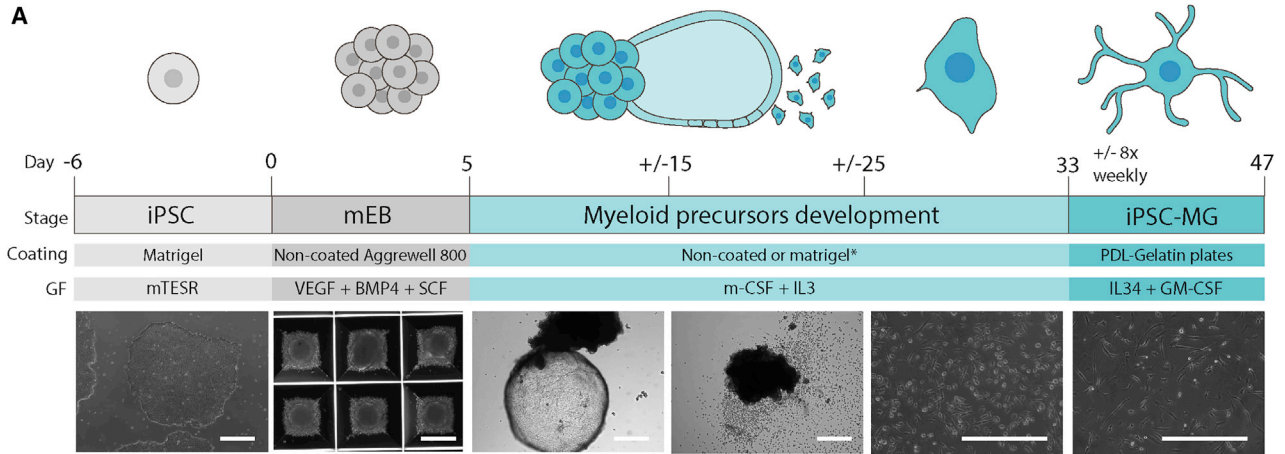 A
Day -6 0 5 +/-15 +/-25 33 +/- 8x weekly 47
Stage iPSC mEB Myeloid precursors development iPSC-MG
Coating Matrigel Non-coated Aggrewell 800 Non-coated or matrigel* PDL-Gelatin plates
GF mTESR VEGF + BMP4 + SCF m-CSF + IL3 IL34 + GM-CSF